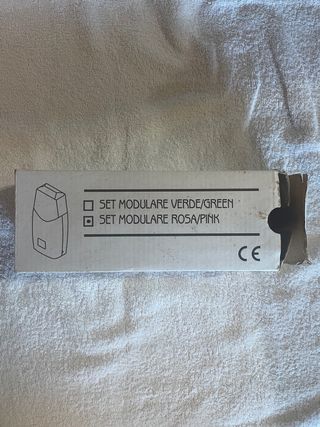 SET MODULARE VERDE/GREEN
SET MODULARE ROSA/PINK
CE